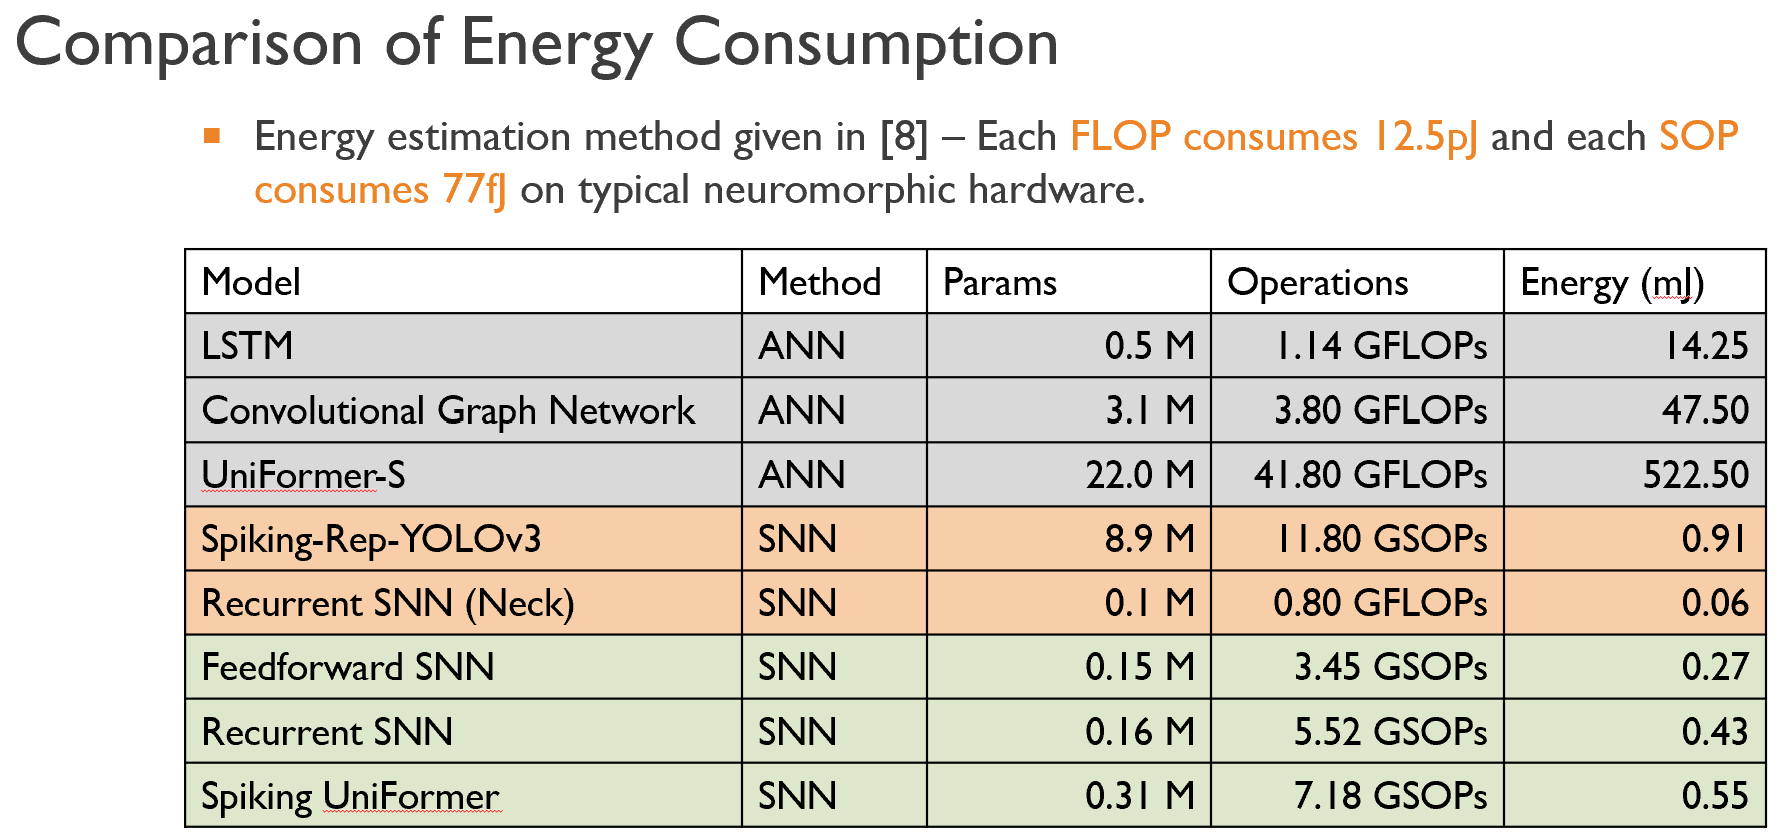 Comparison of Energy Consumption
Energy estimation method given in [8] – Each FLOP consumes 12.5pJ and each SOP
consumes 77fJ on typical neuromorphic hardware.
Model Method Params Operations Energy (mJ)
LSTM ANN 0.5 M 1.14 GFLOPs 14.25
Convolutional Graph Network ANN 3.1 M 3.80 GFLOPs 47.50
UniFormer-S ANN 22.0 M 41.80 GFLOPs 522.50
Spiking-Rep-YOLOv3 SNN 8.9 M 11.80 GSOPs 0.91
Recurrent SNN (Neck) SNN 0.1 M 0.80 GFLOPs 0.06
Feedforward SNN SNN 0.15 M 3.45 GSOPs 0.27
Recurrent SNN SNN 0.16 M 5.52 GSOPs 0.43
Spiking UniFormer SNN 0.31 M 7.18 GSOPs 0.55